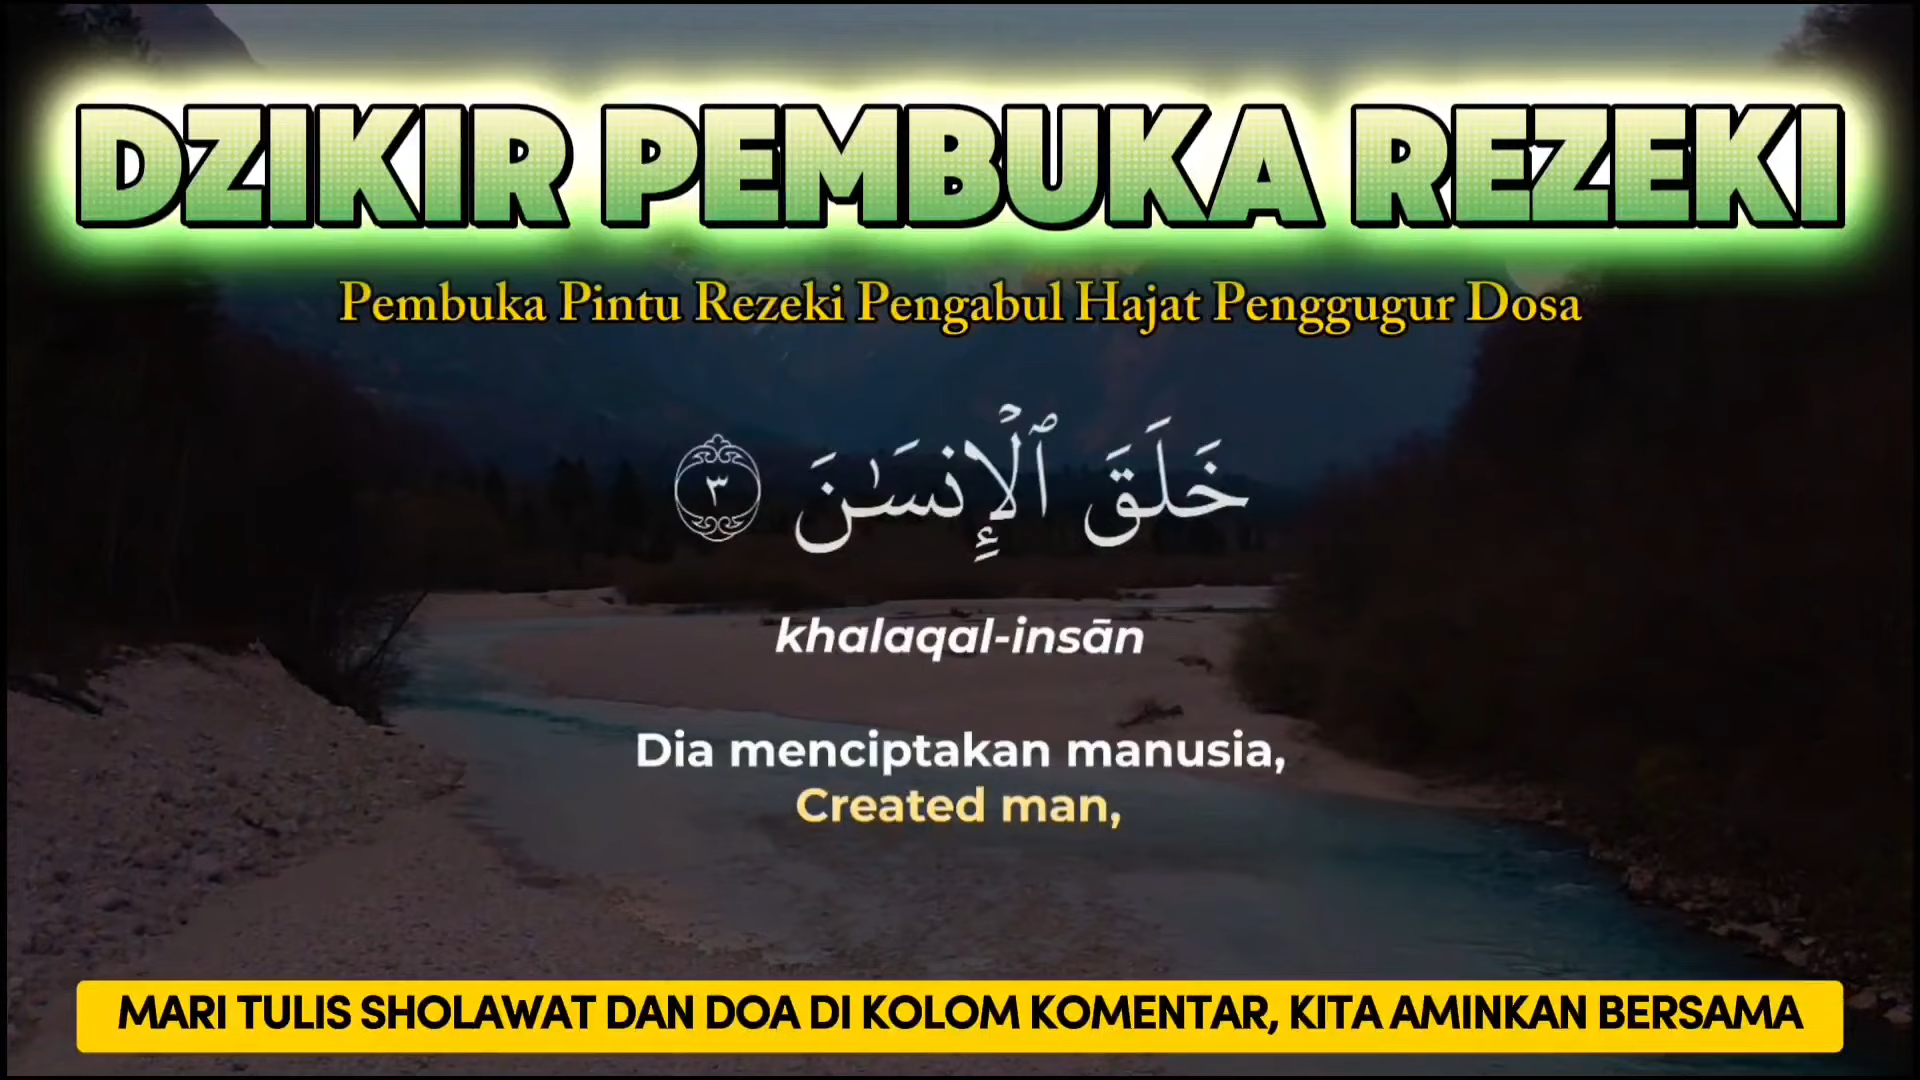 DZIKIR PEMBUKA REZEKI
Pembuka Pintu Rezeki Pengabul Hajat Penggugur Dosa
خَلَقَ ٱلْإِنسَـٰنَ ٣
khalaqal-insān
Dia menciptakan manusia,
Created man,
MARI TULIS SHOLAWAT DAN DOA DI KOLOM KOMENTAR, KITA AMINKAN BERSAMA